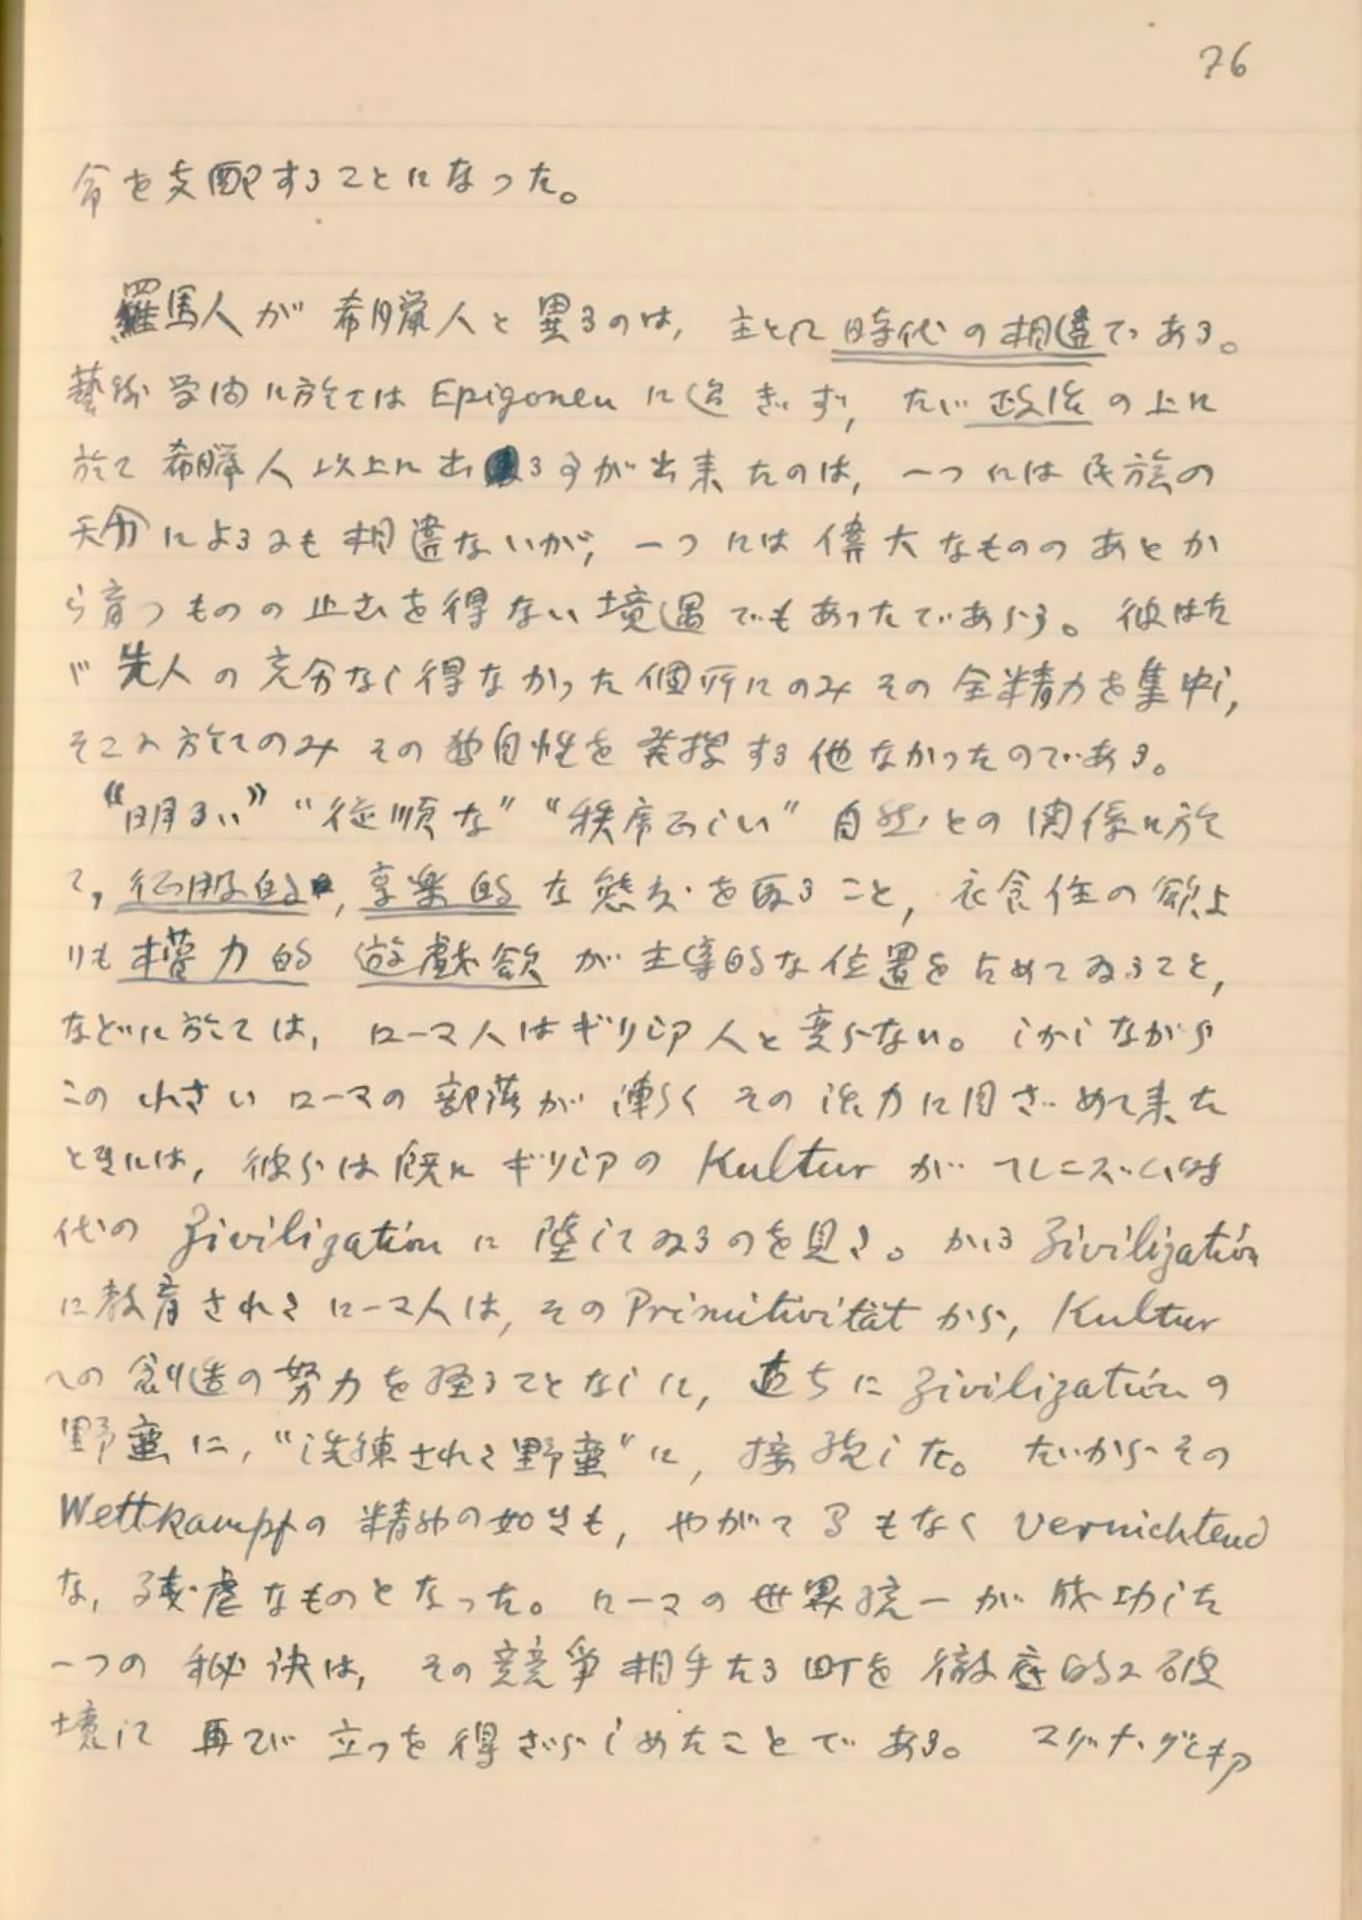 76
命を支配することになった。
羅馬人が希臘人と異るのは, 主とに時代の相違である。
藝術学問に於てはEpigonenに過ぎず, たゞ政治の上に
於て希臘人以上に出る事が出来たのは, 一つには民族の
天分によるにも相違ないが, 一つには偉大なもののあとか
ら育つものの止むを得ない境遇でもあったであらう。彼はた
ゞ先人の充分なし得なかった個所にのみその全精力を集中し,
そこに於てのみその独自性を発揮する他なかったのである。
“明るい” “従順な” “秩序正しい” 自然との関係に於
て, 征服的, 享楽的な態度を取ること, 衣食住の欲よ
りも権力的 遊戯欲が主導的な位置を占めてゐること,
などに於ては, ローマ人はギリシア人と変らない。しかしながら
この小さいローマの部落が漸くその活力に目ざめて来た
ときには, 彼らは既にギリシアのKulturがヘレニズム時
代のZivilizationに堕してゐるのを見た。かゝるZivilization
に教育されたローマ人は, そのPrimitivitätから, Kultur
への創造の努力を経ることなしに, 直ちにZivilizationの
野蛮に, “洗練された野蛮”に, 接続した。だからその
Wettkampfの精神の如きも, やがて了もなくvernichtend
な, 残虐なものとなった。ローマの世界統一が成功した
一つの秘訣は, その競争相手たる町を徹底的に破
壊して再び立つを得ざらしめたことである。マグナ・グレキア